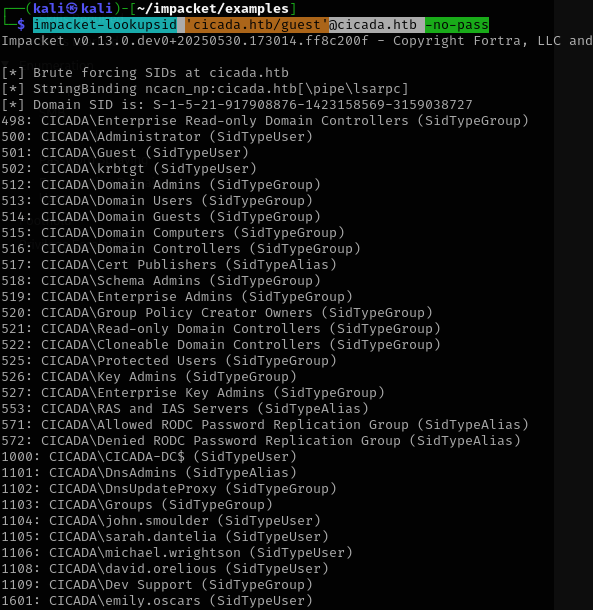 ┌──(kali㉿kali)-[~/impacket/examples]
└─$ impacket-lookupsid 'cicada.htb/guest'@cicada.htb -no-pass
Impacket v0.13.0.dev0+20250530.173014.ff8c200f - Copyright Fortra, LLC and
[*] Brute forcing SIDs at cicada.htb
[*] StringBinding ncacn_np:cicada.htb[\pipe\lsarpc]
[*] Domain SID is: S-1-5-21-917908876-1423158569-3159038727
498: CICADA\Enterprise Read-only Domain Controllers (SidTypeGroup)
500: CICADA\Administrator (SidTypeUser)
501: CICADA\Guest (SidTypeUser)
502: CICADA\krbtgt (SidTypeUser)
512: CICADA\Domain Admins (SidTypeGroup)
513: CICADA\Domain Users (SidTypeGroup)
514: CICADA\Domain Guests (SidTypeGroup)
515: CICADA\Domain Computers (SidTypeGroup)
516: CICADA\Domain Controllers (SidTypeGroup)
517: CICADA\Cert Publishers (SidTypeAlias)
518: CICADA\Schema Admins (SidTypeGroup)
519: CICADA\Enterprise Admins (SidTypeGroup)
520: CICADA\Group Policy Creator Owners (SidTypeGroup)
521: CICADA\Read-only Domain Controllers (SidTypeGroup)
522: CICADA\Cloneable Domain Controllers (SidTypeGroup)
525: CICADA\Protected Users (SidTypeGroup)
526: CICADA\Key Admins (SidTypeGroup)
527: CICADA\Enterprise Key Admins (SidTypeGroup)
553: CICADA\RAS and IAS Servers (SidTypeAlias)
571: CICADA\Allowed RODC Password Replication Group (SidTypeAlias)
572: CICADA\Denied RODC Password Replication Group (SidTypeAlias)
1000: CICADA\CICADA-DC$ (SidTypeUser)
1101: CICADA\DnsAdmins (SidTypeAlias)
1102: CICADA\DnsUpdateProxy (SidTypeGroup)
1103: CICADA\Groups (SidTypeGroup)
1104: CICADA\john.smoulder (SidTypeUser)
1105: CICADA\sarah.dantelia (SidTypeUser)
1106: CICADA\michael.wrightson (SidTypeUser)
1108: CICADA\david.orelious (SidTypeUser)
1109: CICADA\Dev Support (SidTypeGroup)
1601: CICADA\emily.oscars (SidTypeUser)